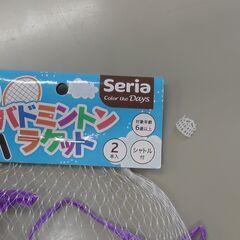 Seria
Color the Days
バドミントン
ラケット
対象年齢
6歳以上
2
本入
シャトル
付